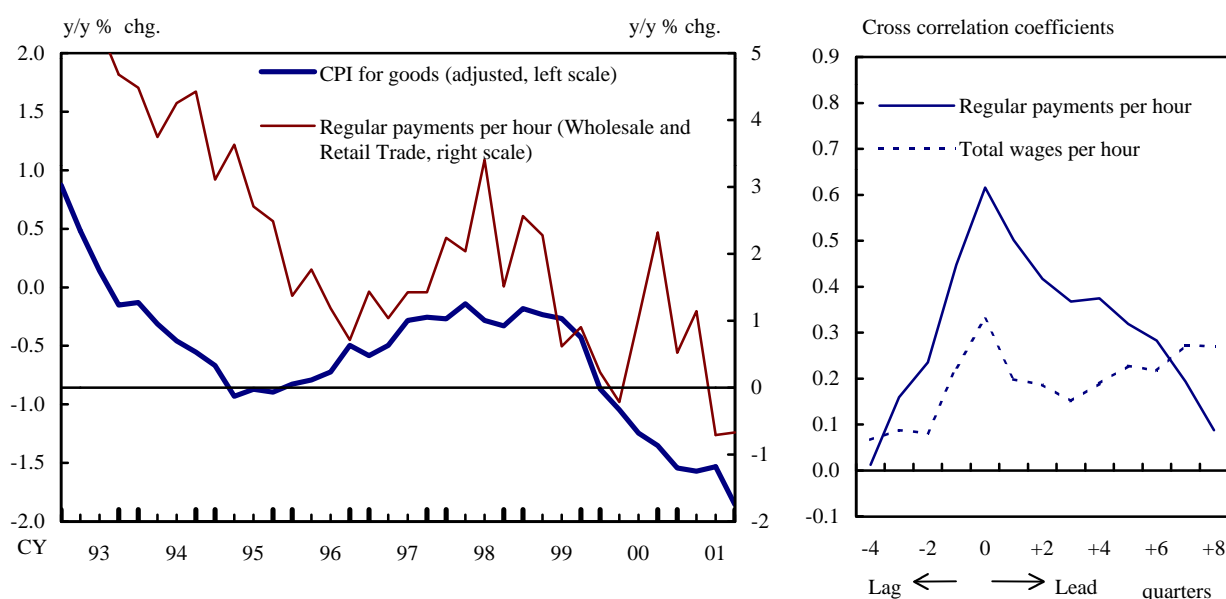 y/y % chg.
y/y % chg.
CPI for goods (adjusted, left scale)
Regular payments per hour (Wholesale and
Retail Trade, right scale)
2.0
1.5
1.0
0.5
0.0
-0.5
-1.0
-1.5
-2.0
5
4
3
2
1
0
-1
-2
CY
93 94 95 96 97 98 99 00 01
Cross correlation coefficients
Regular payments per hour
Total wages per hour
0.9
0.8
0.7
0.6
0.5
0.4
0.3
0.2
0.1
0.0
-0.1
-4 -2 0 +2 +4 +6 +8
Lag Lead quarters